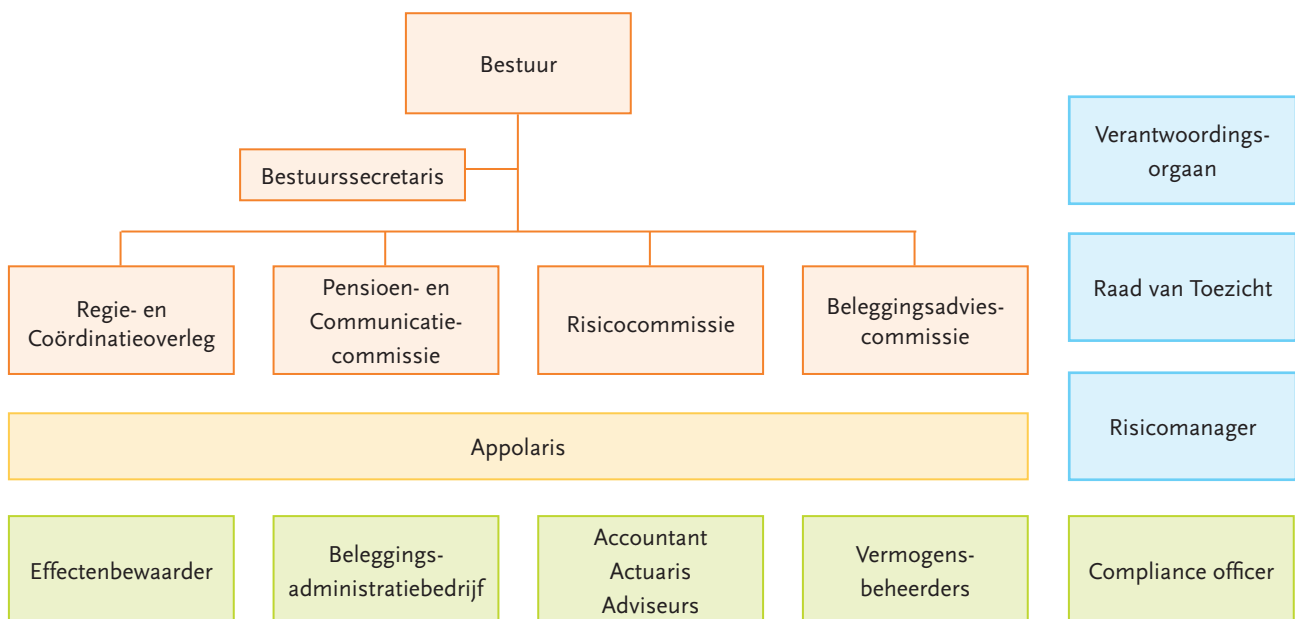 Bestuur
Bestuurssecretaris
Verantwoordings-
orgaan
Regie- en
Coördinatieoverleg
Pensioen- en
Communicatie-
commissie
Risicocommissie
Beleggingsadvies-
commissie
Raad van Toezicht
Appolaris
Risicomanager
Effectenbewaarder
Beleggings-
administratiebedrijf
Accountant
Actuaris
Adviseurs
Vermogens-
beheerders
Compliance officer